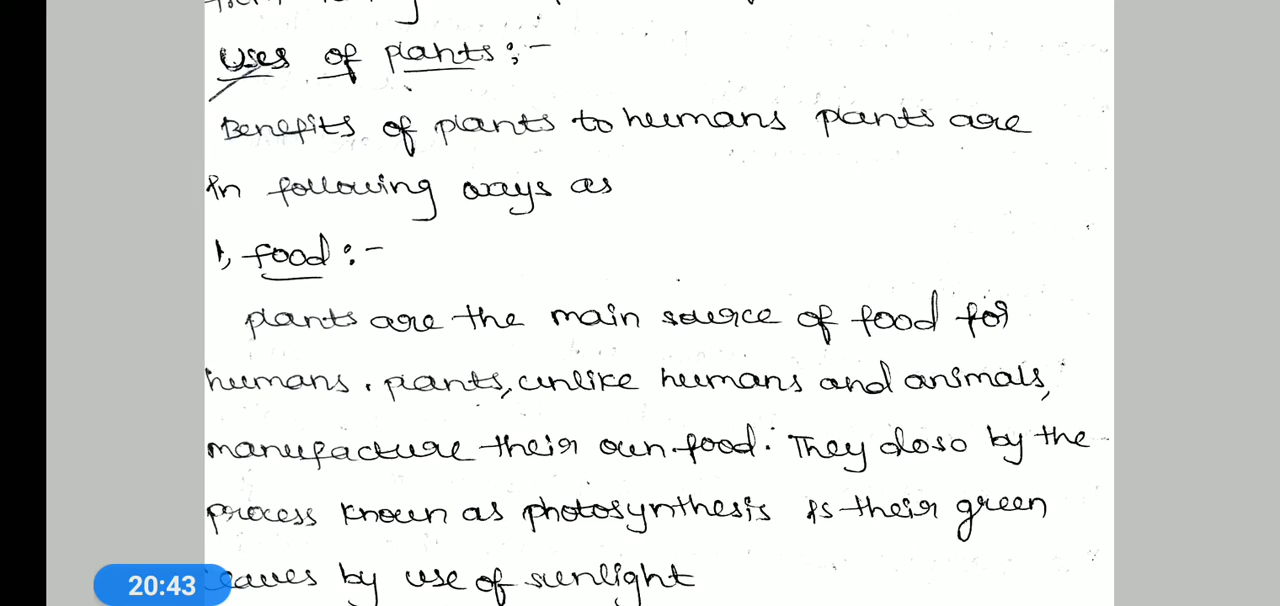 Uses of plants :-
Benefits of plants to humans plants are
in following ways as
1, food :-
plants are the main source of food for
humans. plants, unlike humans and animals,
manufacture their own food. They doso by the
process known as photosynthesis is their green
leaves by use of sunlight
20:43